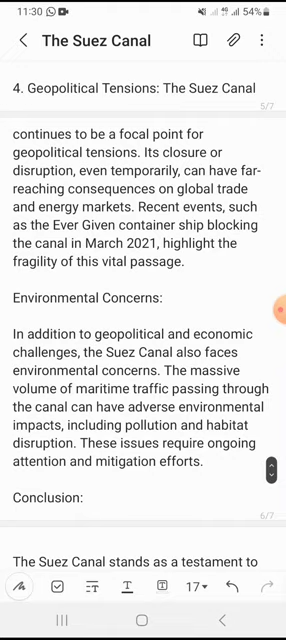 11:30
54%
The Suez Canal
4. Geopolitical Tensions: The Suez Canal
5/7
continues to be a focal point for
geopolitical tensions. Its closure or
disruption, even temporarily, can have far-
reaching consequences on global trade
and energy markets. Recent events, such
as the Ever Given container ship blocking
the canal in March 2021, highlight the
fragility of this vital passage.
Environmental Concerns:
In addition to geopolitical and economic
challenges, the Suez Canal also faces
environmental concerns. The massive
volume of maritime traffic passing through
the canal can have adverse environmental
impacts, including pollution and habitat
disruption. These issues require ongoing
attention and mitigation efforts.
Conclusion:
6/7
The Suez Canal stands as a testament to
17